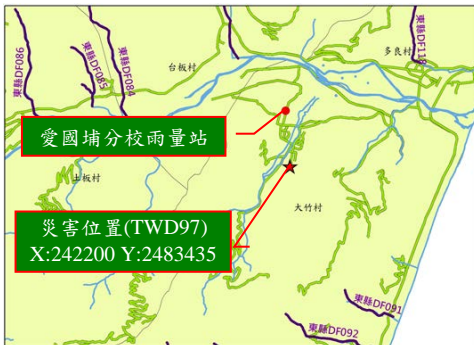 東縣DF086
東縣DF085
東縣DF084
台板村
多良村
東縣DF118
愛國埔分校雨量站
土板村
大竹村
災害位置(TWD97)
X:242200 Y:2483435
東縣DF091
東縣DF092